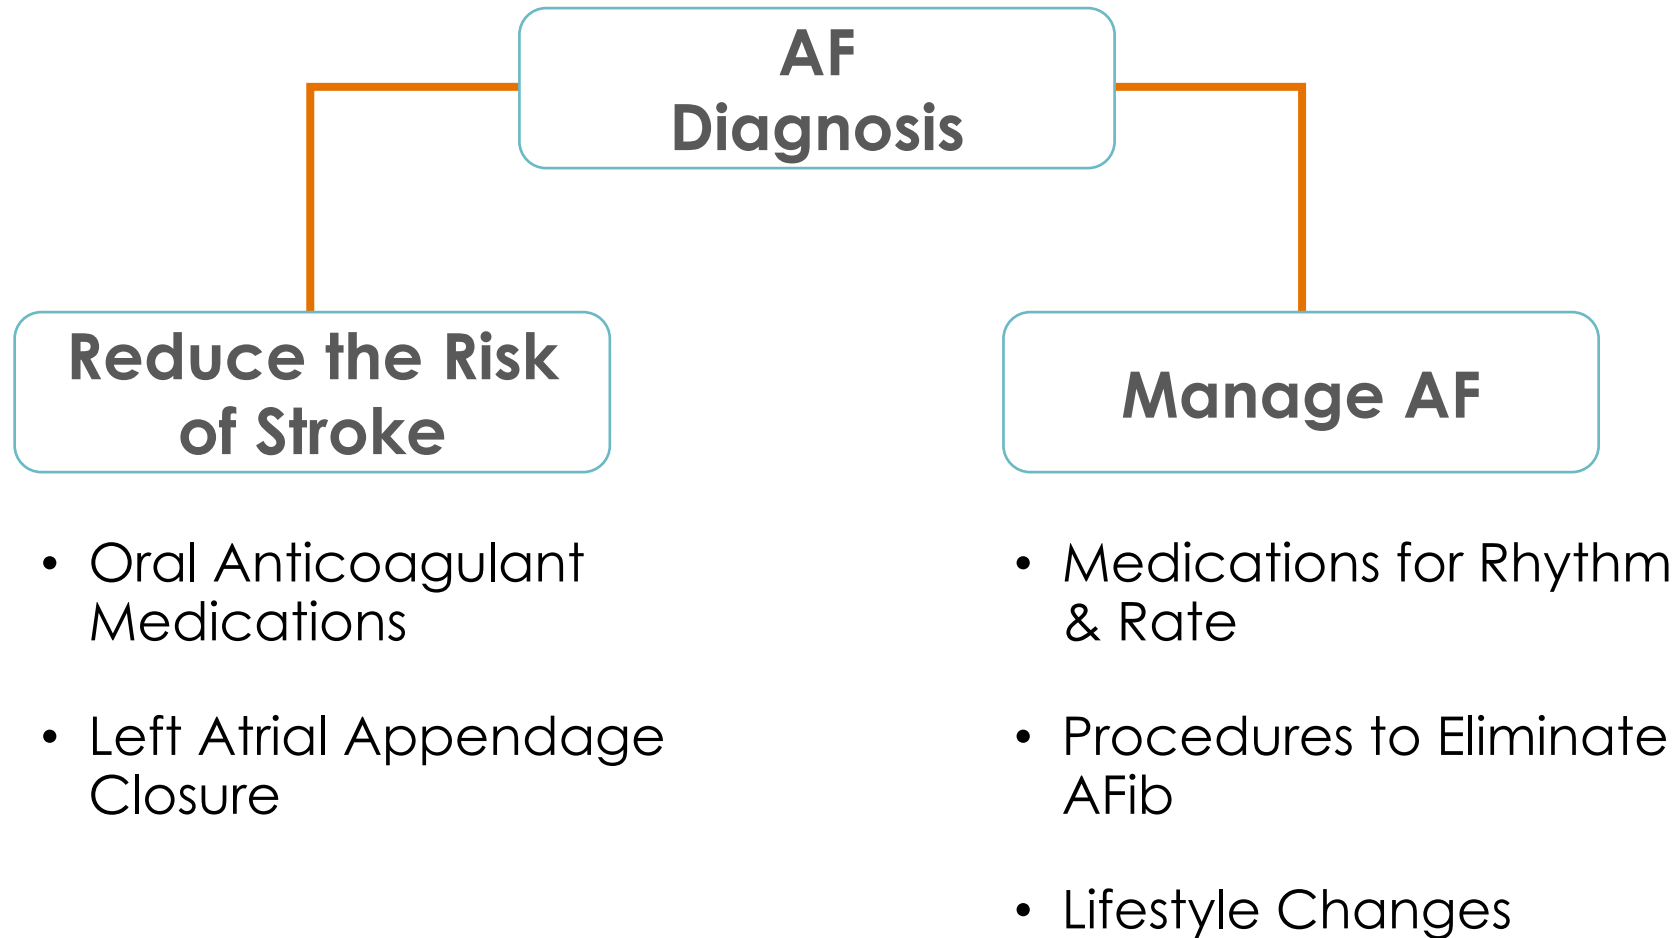 AF
Diagnosis
Reduce the Risk
of Stroke
Manage AF
• Oral Anticoagulant
Medications
• Left Atrial Appendage
Closure
• Medications for Rhythm
& Rate
• Procedures to Eliminate
AFib
• Lifestyle Changes